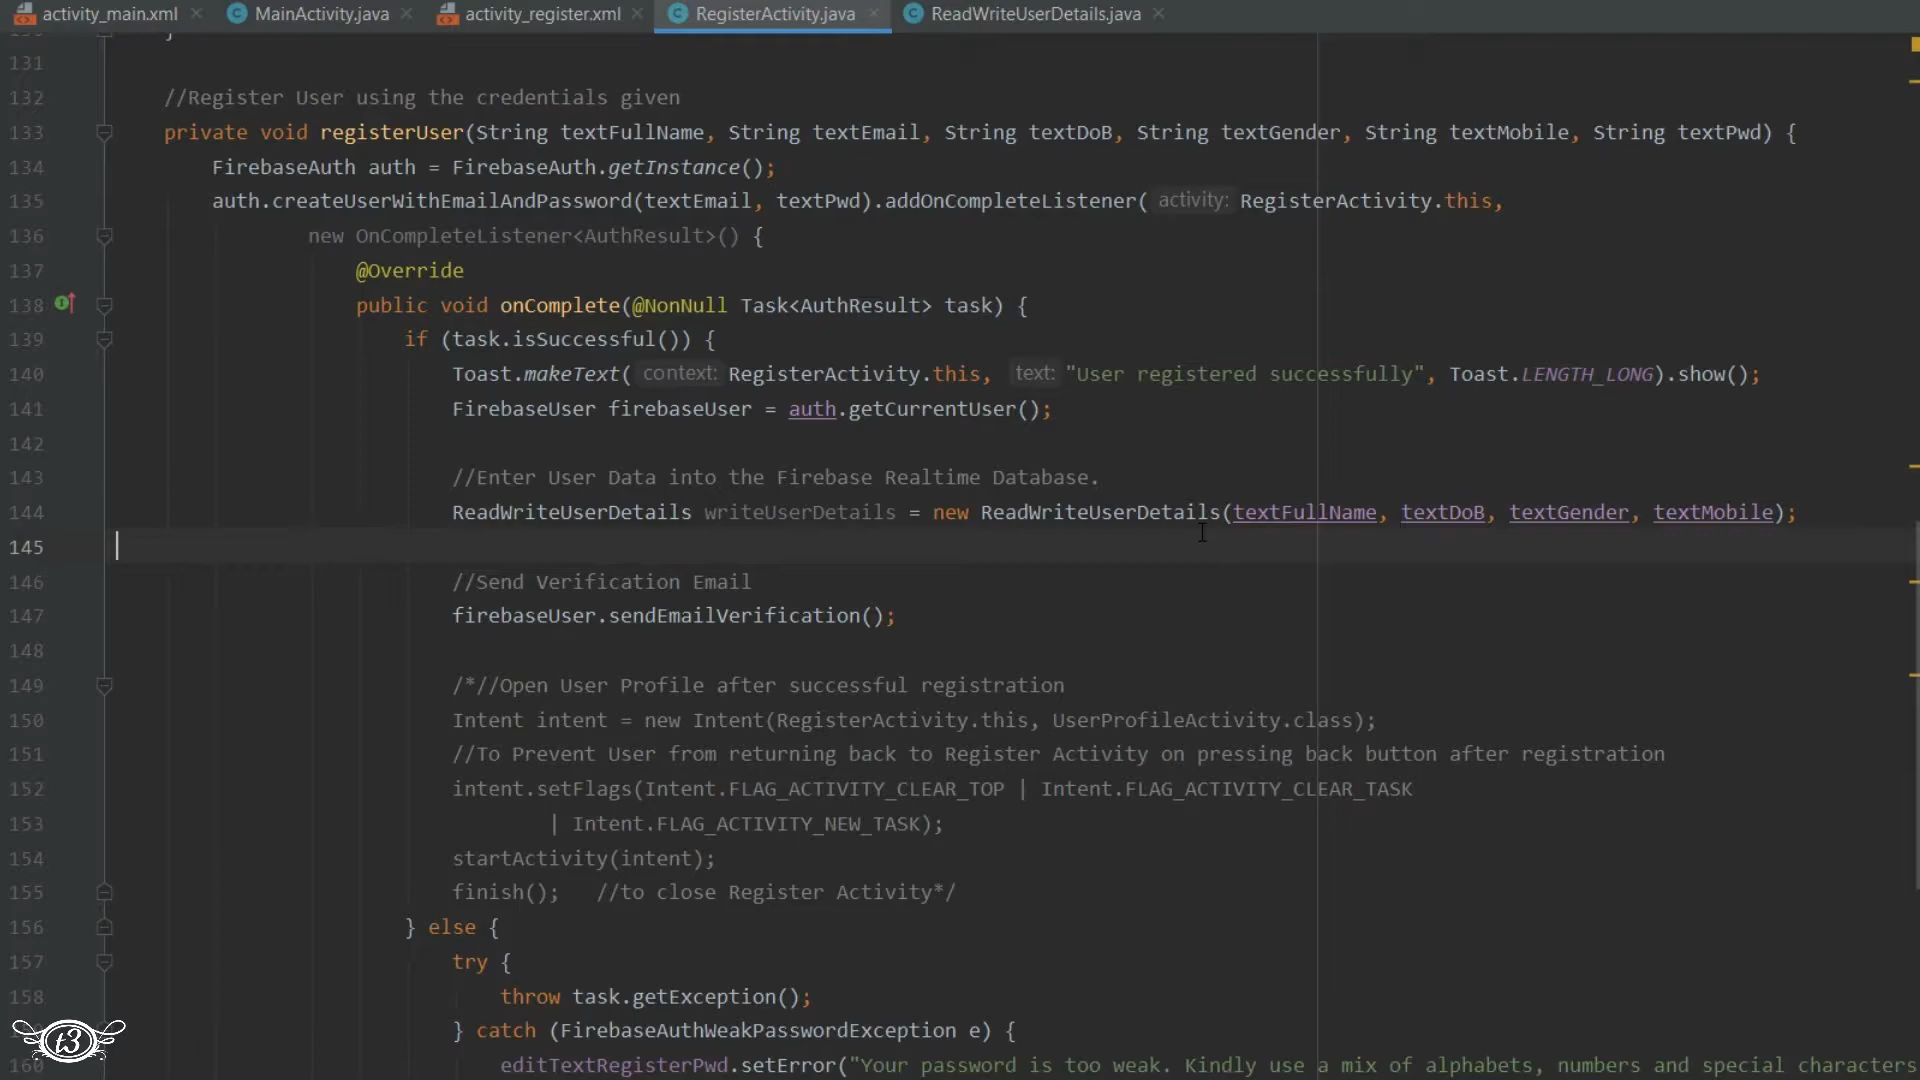 activity_main.xml MainActivity.java activity_register.xml RegisterActivity.java ReadWriteUserDetails.java
131
132 //Register User using the credentials given
133 private void registerUser(String textFullName, String textEmail, String textDoB, String textGender, String textMobile, String textPwd) {
134 FirebaseAuth auth = FirebaseAuth.getInstance();
135 auth.createUserWithEmailAndPassword(textEmail, textPwd).addOnCompleteListener( activity: RegisterActivity.this,
136 new OnCompleteListener<AuthResult>() {
137 @Override
138 public void onComplete(@NonNull Task<AuthResult> task) {
139 if (task.isSuccessful()) {
140 Toast.makeText( context: RegisterActivity.this, text: "User registered successfully", Toast.LENGTH_LONG).show();
141 FirebaseUser firebaseUser = auth.getCurrentUser();
142
143 //Enter User Data into the Firebase Realtime Database.
144 ReadWriteUserDetails writeUserDetails = new ReadWriteUserDetails(textFullName, textDoB, textGender, textMobile);
145
146 //Send Verification Email
147 firebaseUser.sendEmailVerification();
148
149 /*//Open User Profile after successful registration
150 Intent intent = new Intent(RegisterActivity.this, UserProfileActivity.class);
151 //To Prevent User from returning back to Register Activity on pressing back button after registration
152 intent.setFlags(Intent.FLAG_ACTIVITY_CLEAR_TOP | Intent.FLAG_ACTIVITY_CLEAR_TASK
153 | Intent.FLAG_ACTIVITY_NEW_TASK);
154 startActivity(intent);
155 finish(); //to close Register Activity*/
156 } else {
157 try {
158 throw task.getException();
} catch (FirebaseAuthWeakPasswordException e) {
160 editTextRegisterPwd.setError("Your password is too weak. Kindly use a mix of alphabets, numbers and special characters
t3